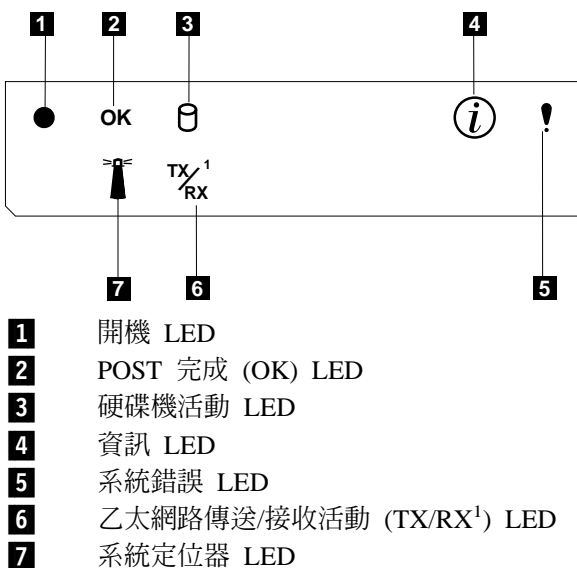 1 2 3 4
OK i !
TX/RX¹
7 6 5
1 開機 LED
2 POST 完成 (OK) LED
3 硬碟機活動 LED
4 資訊 LED
5 系統錯誤 LED
6 乙太網路傳送/接收活動 (TX/RX¹) LED
7 系統定位器 LED